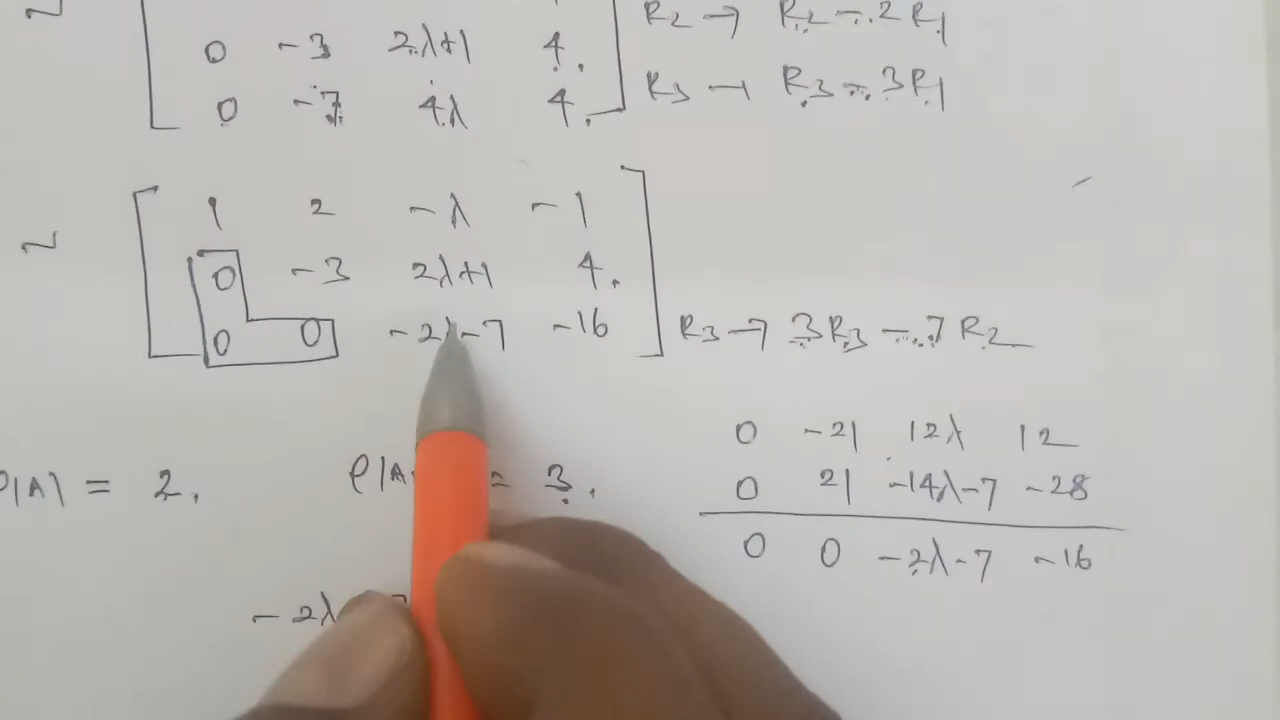 ~ R2 → R2 - 2R1
0 -3 2λ+1 4 R3 → R3 - 3R1
0 -7 4λ 4
1 2 -λ -1
~ 0 -3 2λ+1 4
0 0 -2λ-7 -16 R3 → 3R3 - 7R2
0 -21 12λ 12
ρ(A) = 2, ρ(A = 3.
0 21 -14λ-7 -28
0 0 -2λ-7 -16
-2λ